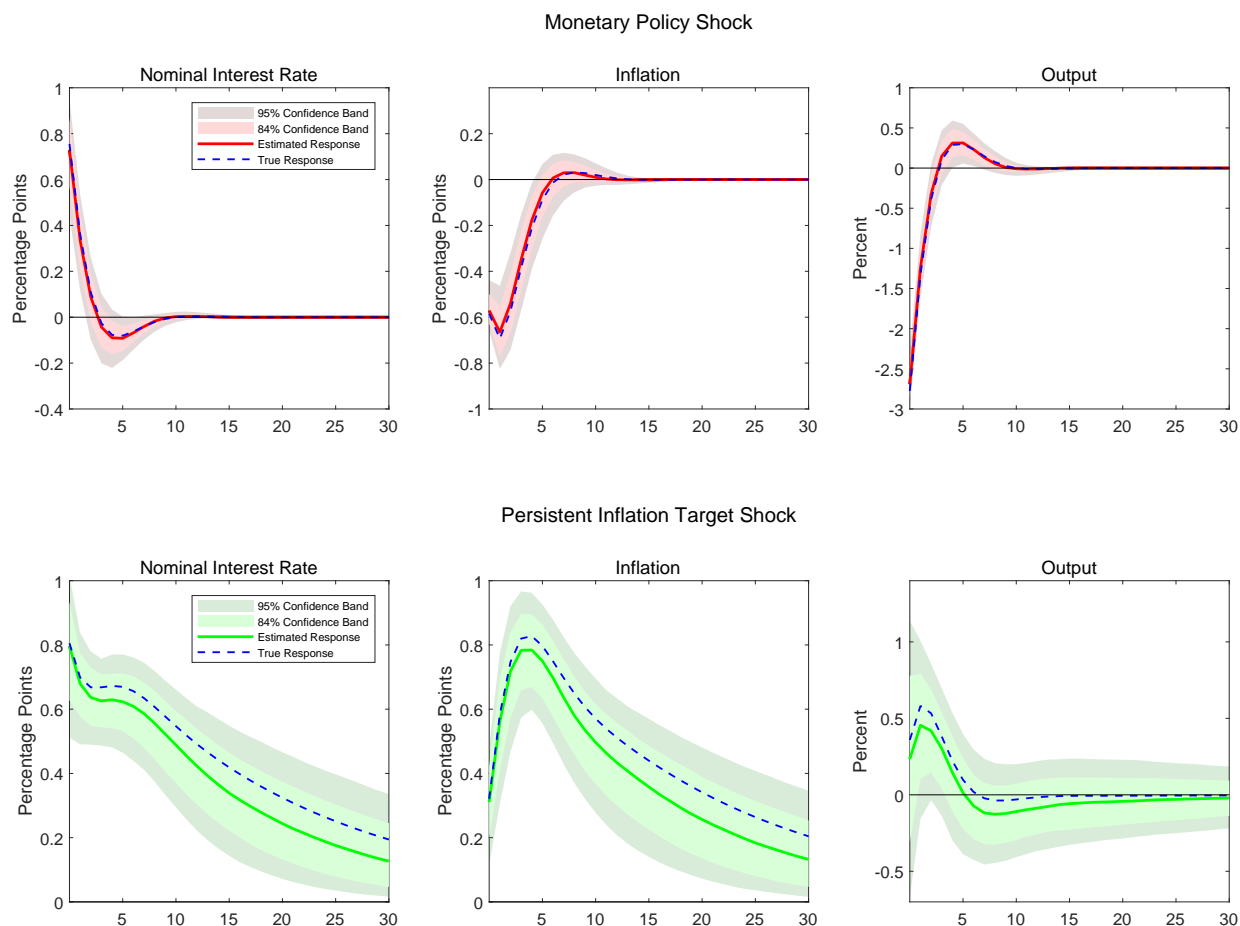 Monetary Policy Shock
Nominal Interest Rate
Inflation
Output
Percentage Points
1
0.8
0.6
0.4
0.2
0
-0.2
-0.4
5 10 15 20 25 30
95% Confidence Band
84% Confidence Band
Estimated Response
True Response
Percentage Points
0.4
0.2
0
-0.2
-0.4
-0.6
-0.8
-1
5 10 15 20 25 30
Percent
1
0.5
0
-0.5
-1
-1.5
-2
-2.5
-3
5 10 15 20 25 30
Persistent Inflation Target Shock
Nominal Interest Rate
Inflation
Output
Percentage Points
1
0.8
0.6
0.4
0.2
0
5 10 15 20 25 30
95% Confidence Band
84% Confidence Band
Estimated Response
True Response
Percentage Points
1
0.8
0.6
0.4
0.2
0
5 10 15 20 25 30
Percent
1
0.5
0
-0.5
5 10 15 20 25 30